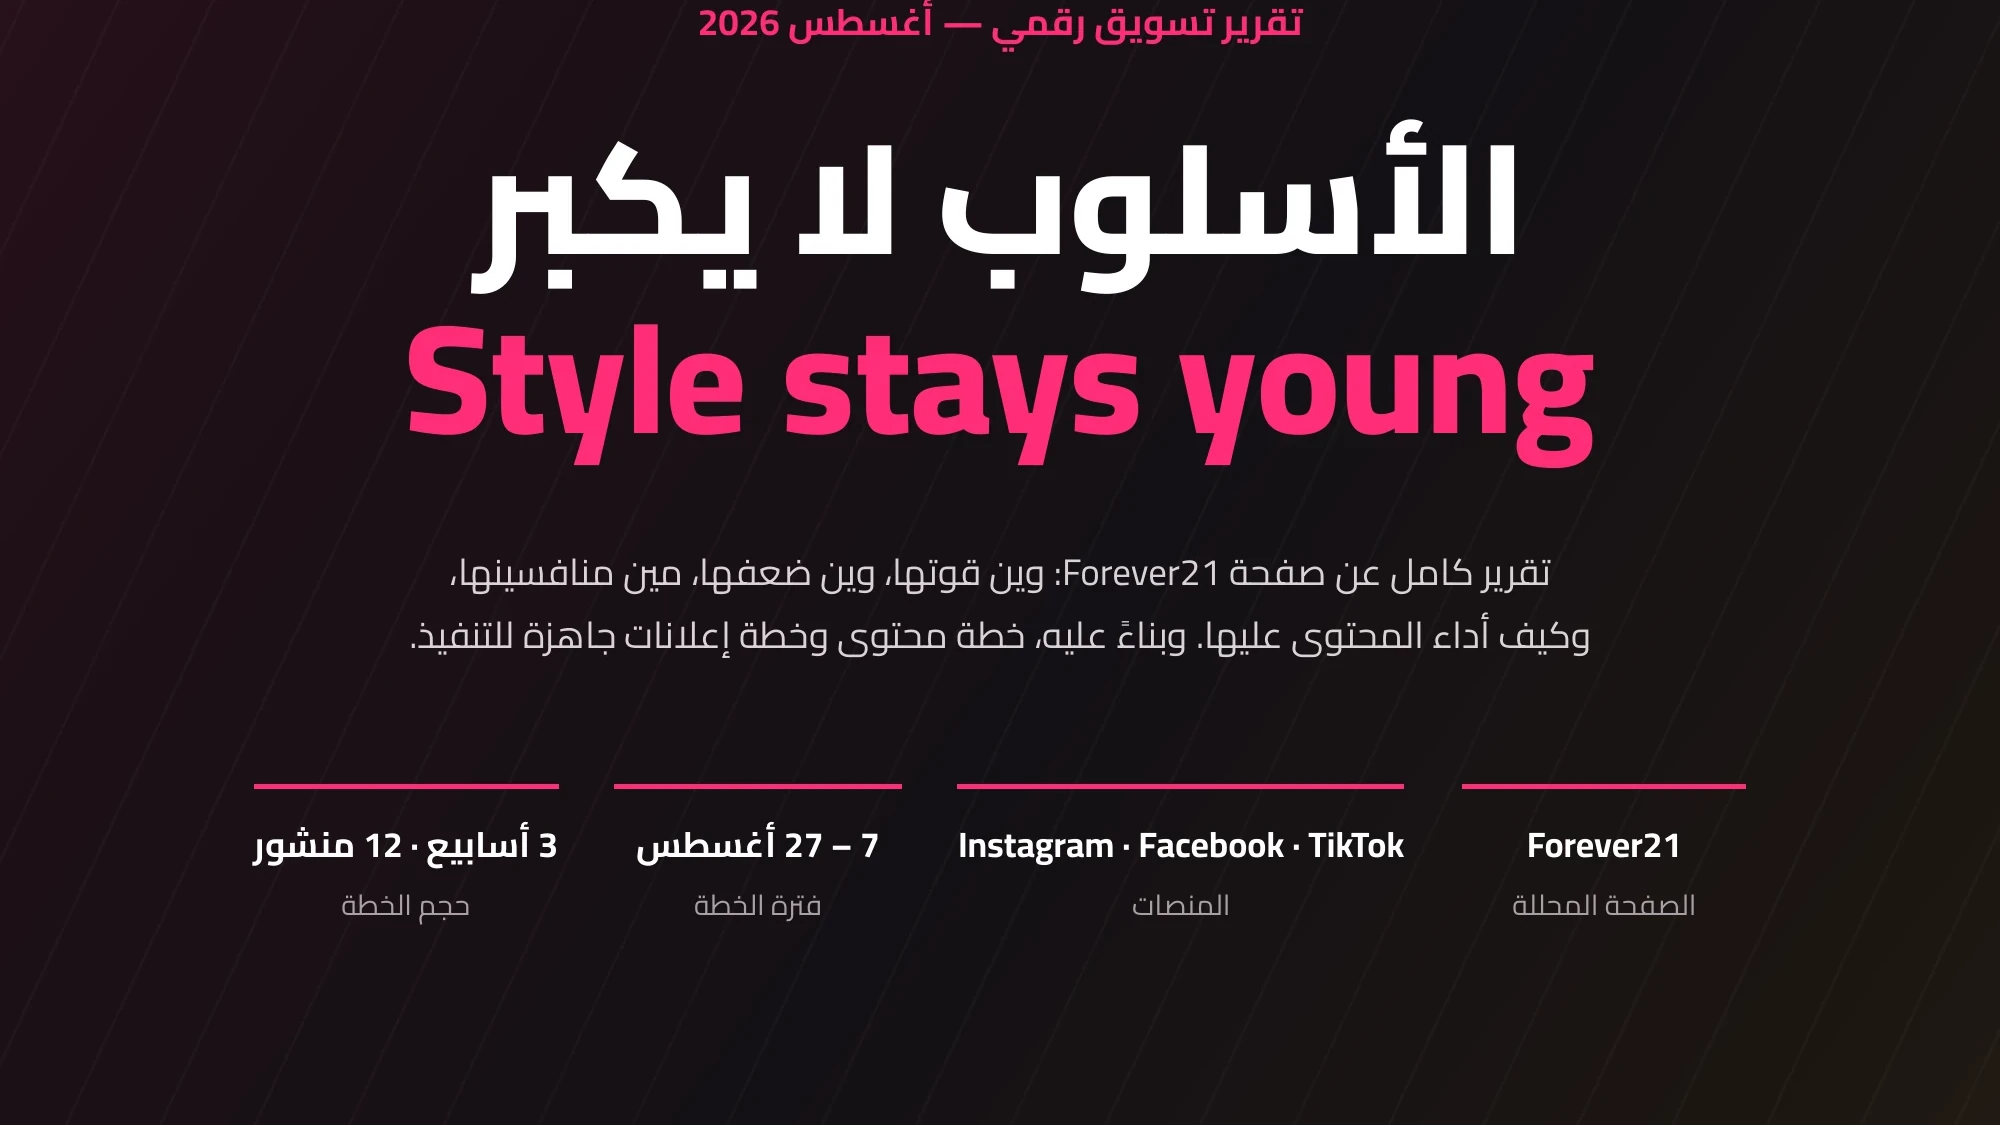 تقرير تسويق رقمي — أغسطس 2026
الأسلوب لا يكبر
Style stays young
تقرير كامل عن صفحة Forever21: وين قوتها، وين ضعفها، مين منافسينها،
وكيف أداء المحتوى عليها. وبناءً عليه، خطة محتوى وخطة إعلانات جاهزة للتنفيذ.
Forever21
الصفحة المحللة
Instagram · Facebook · TikTok
المنصات
7 – 27 أغسطس
فترة الخطة
3 أسابيع · 12 منشور
حجم الخطة